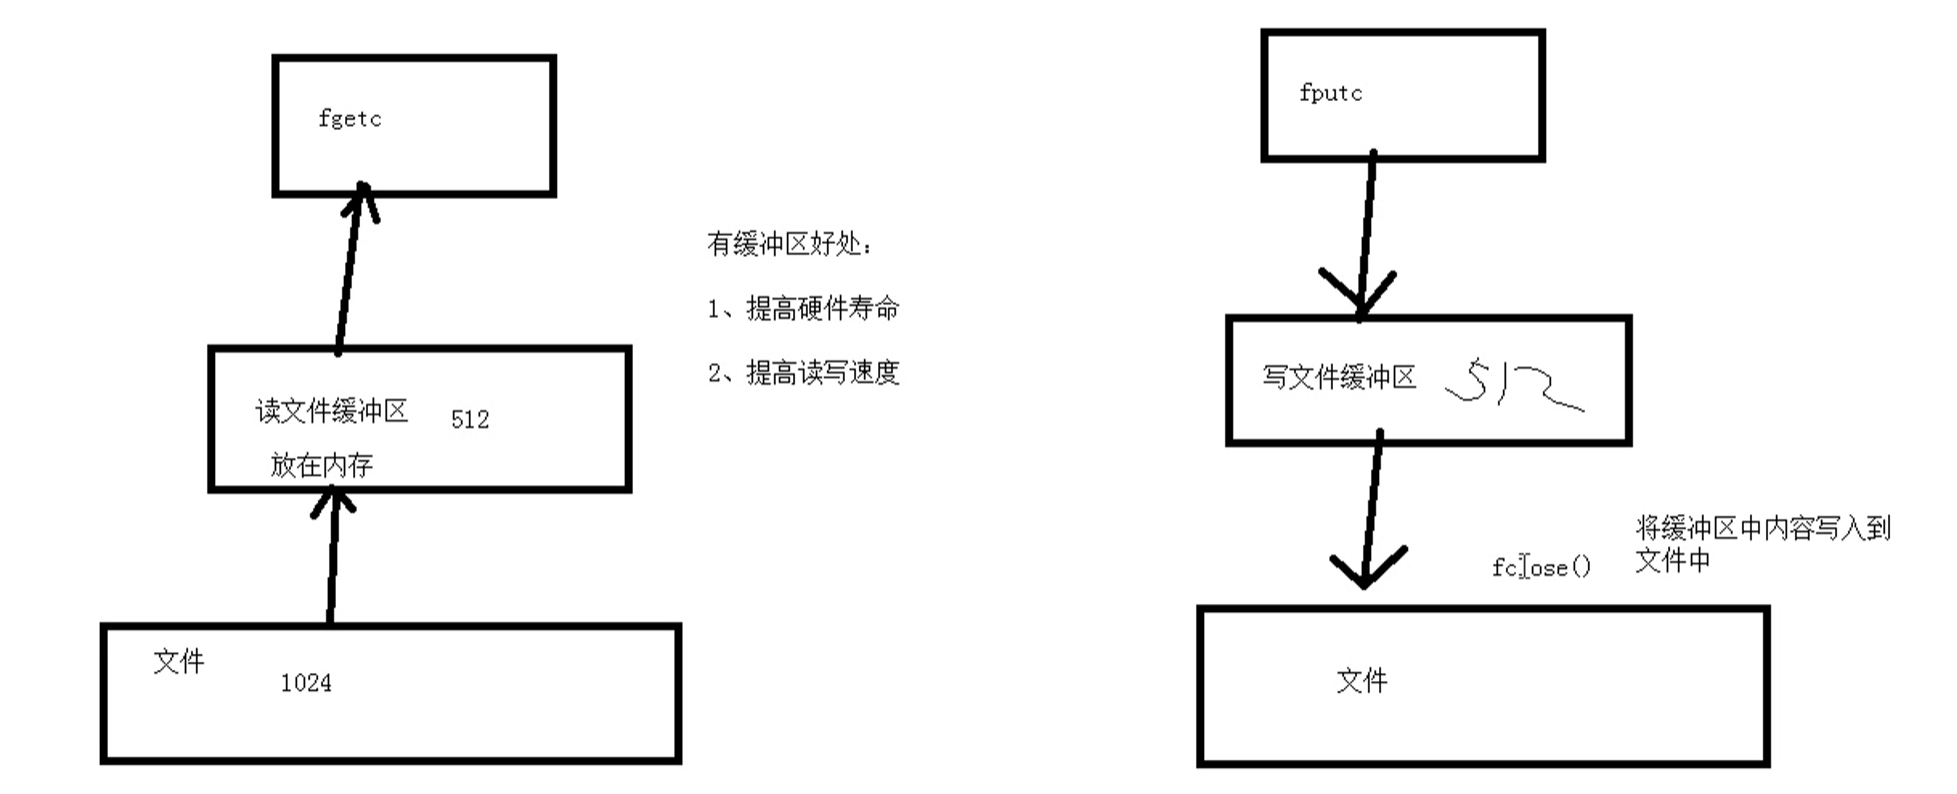 fgetc
读文件缓冲区 512
放在内存
文件
1024
有缓冲区好处：
1、提高硬件寿命
2、提高读写速度
fputc
写文件缓冲区 512
fclose()
将缓冲区中内容写入到
文件中
文件